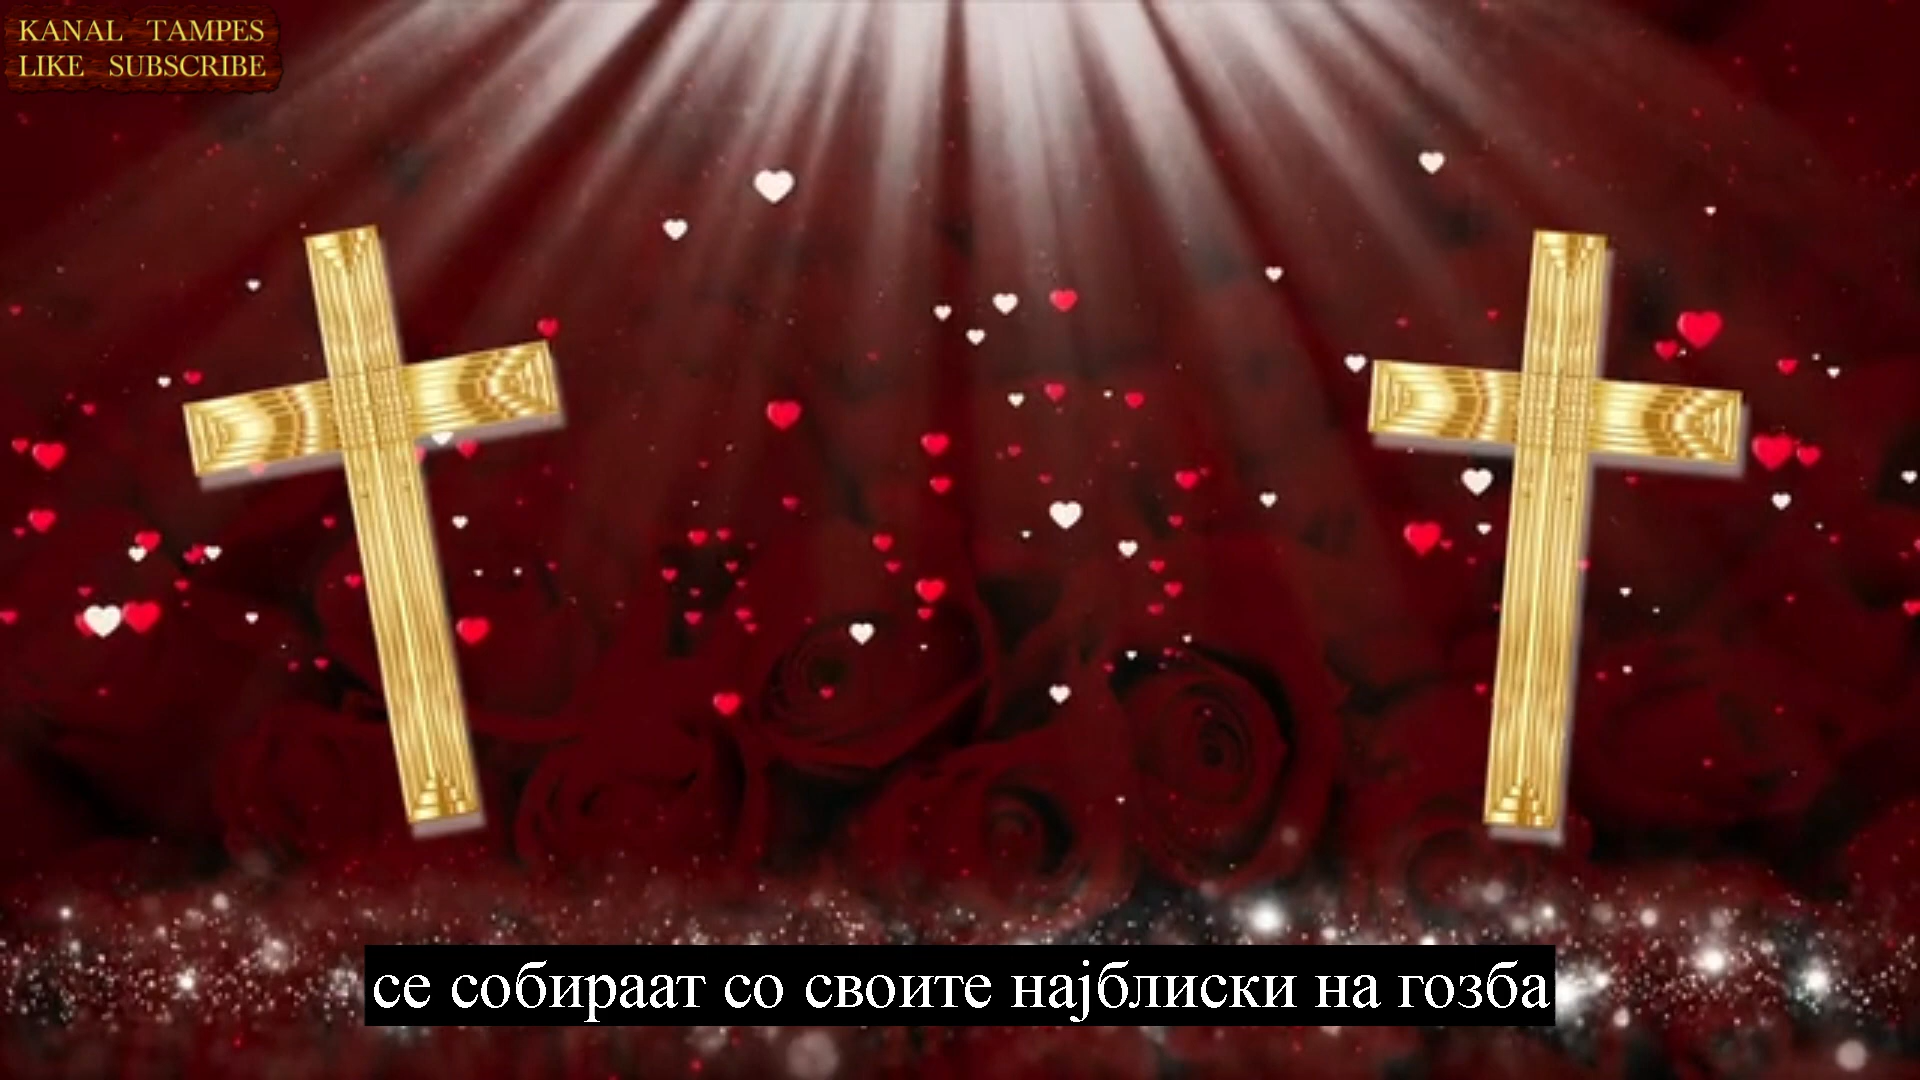 KANAL TAMPES
LIKE SUBSCRIBE
се собираат со своите најблиски на гозба